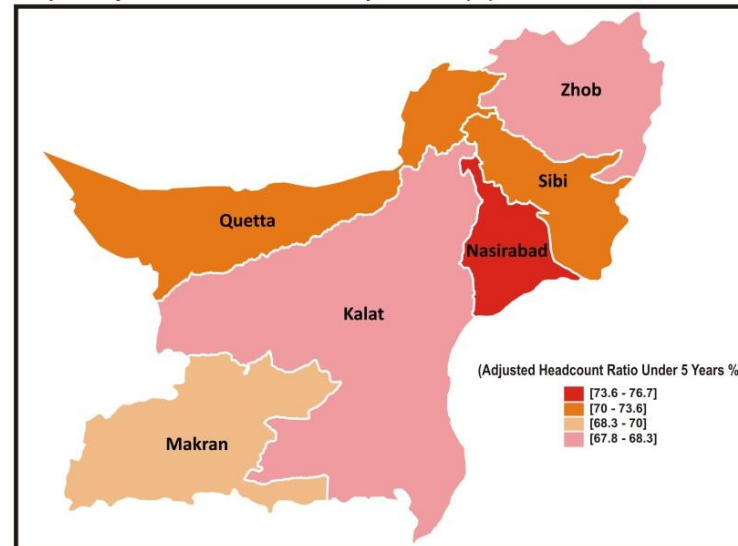 Zhob
Sibi
Quetta
Nasirabad
Kalat
Makran
(Adjusted Headcount Ratio Under 5 Years %
[73.6 - 76.7]
[70 - 73.6]
[68.3 - 70]
[67.8 - 68.3]